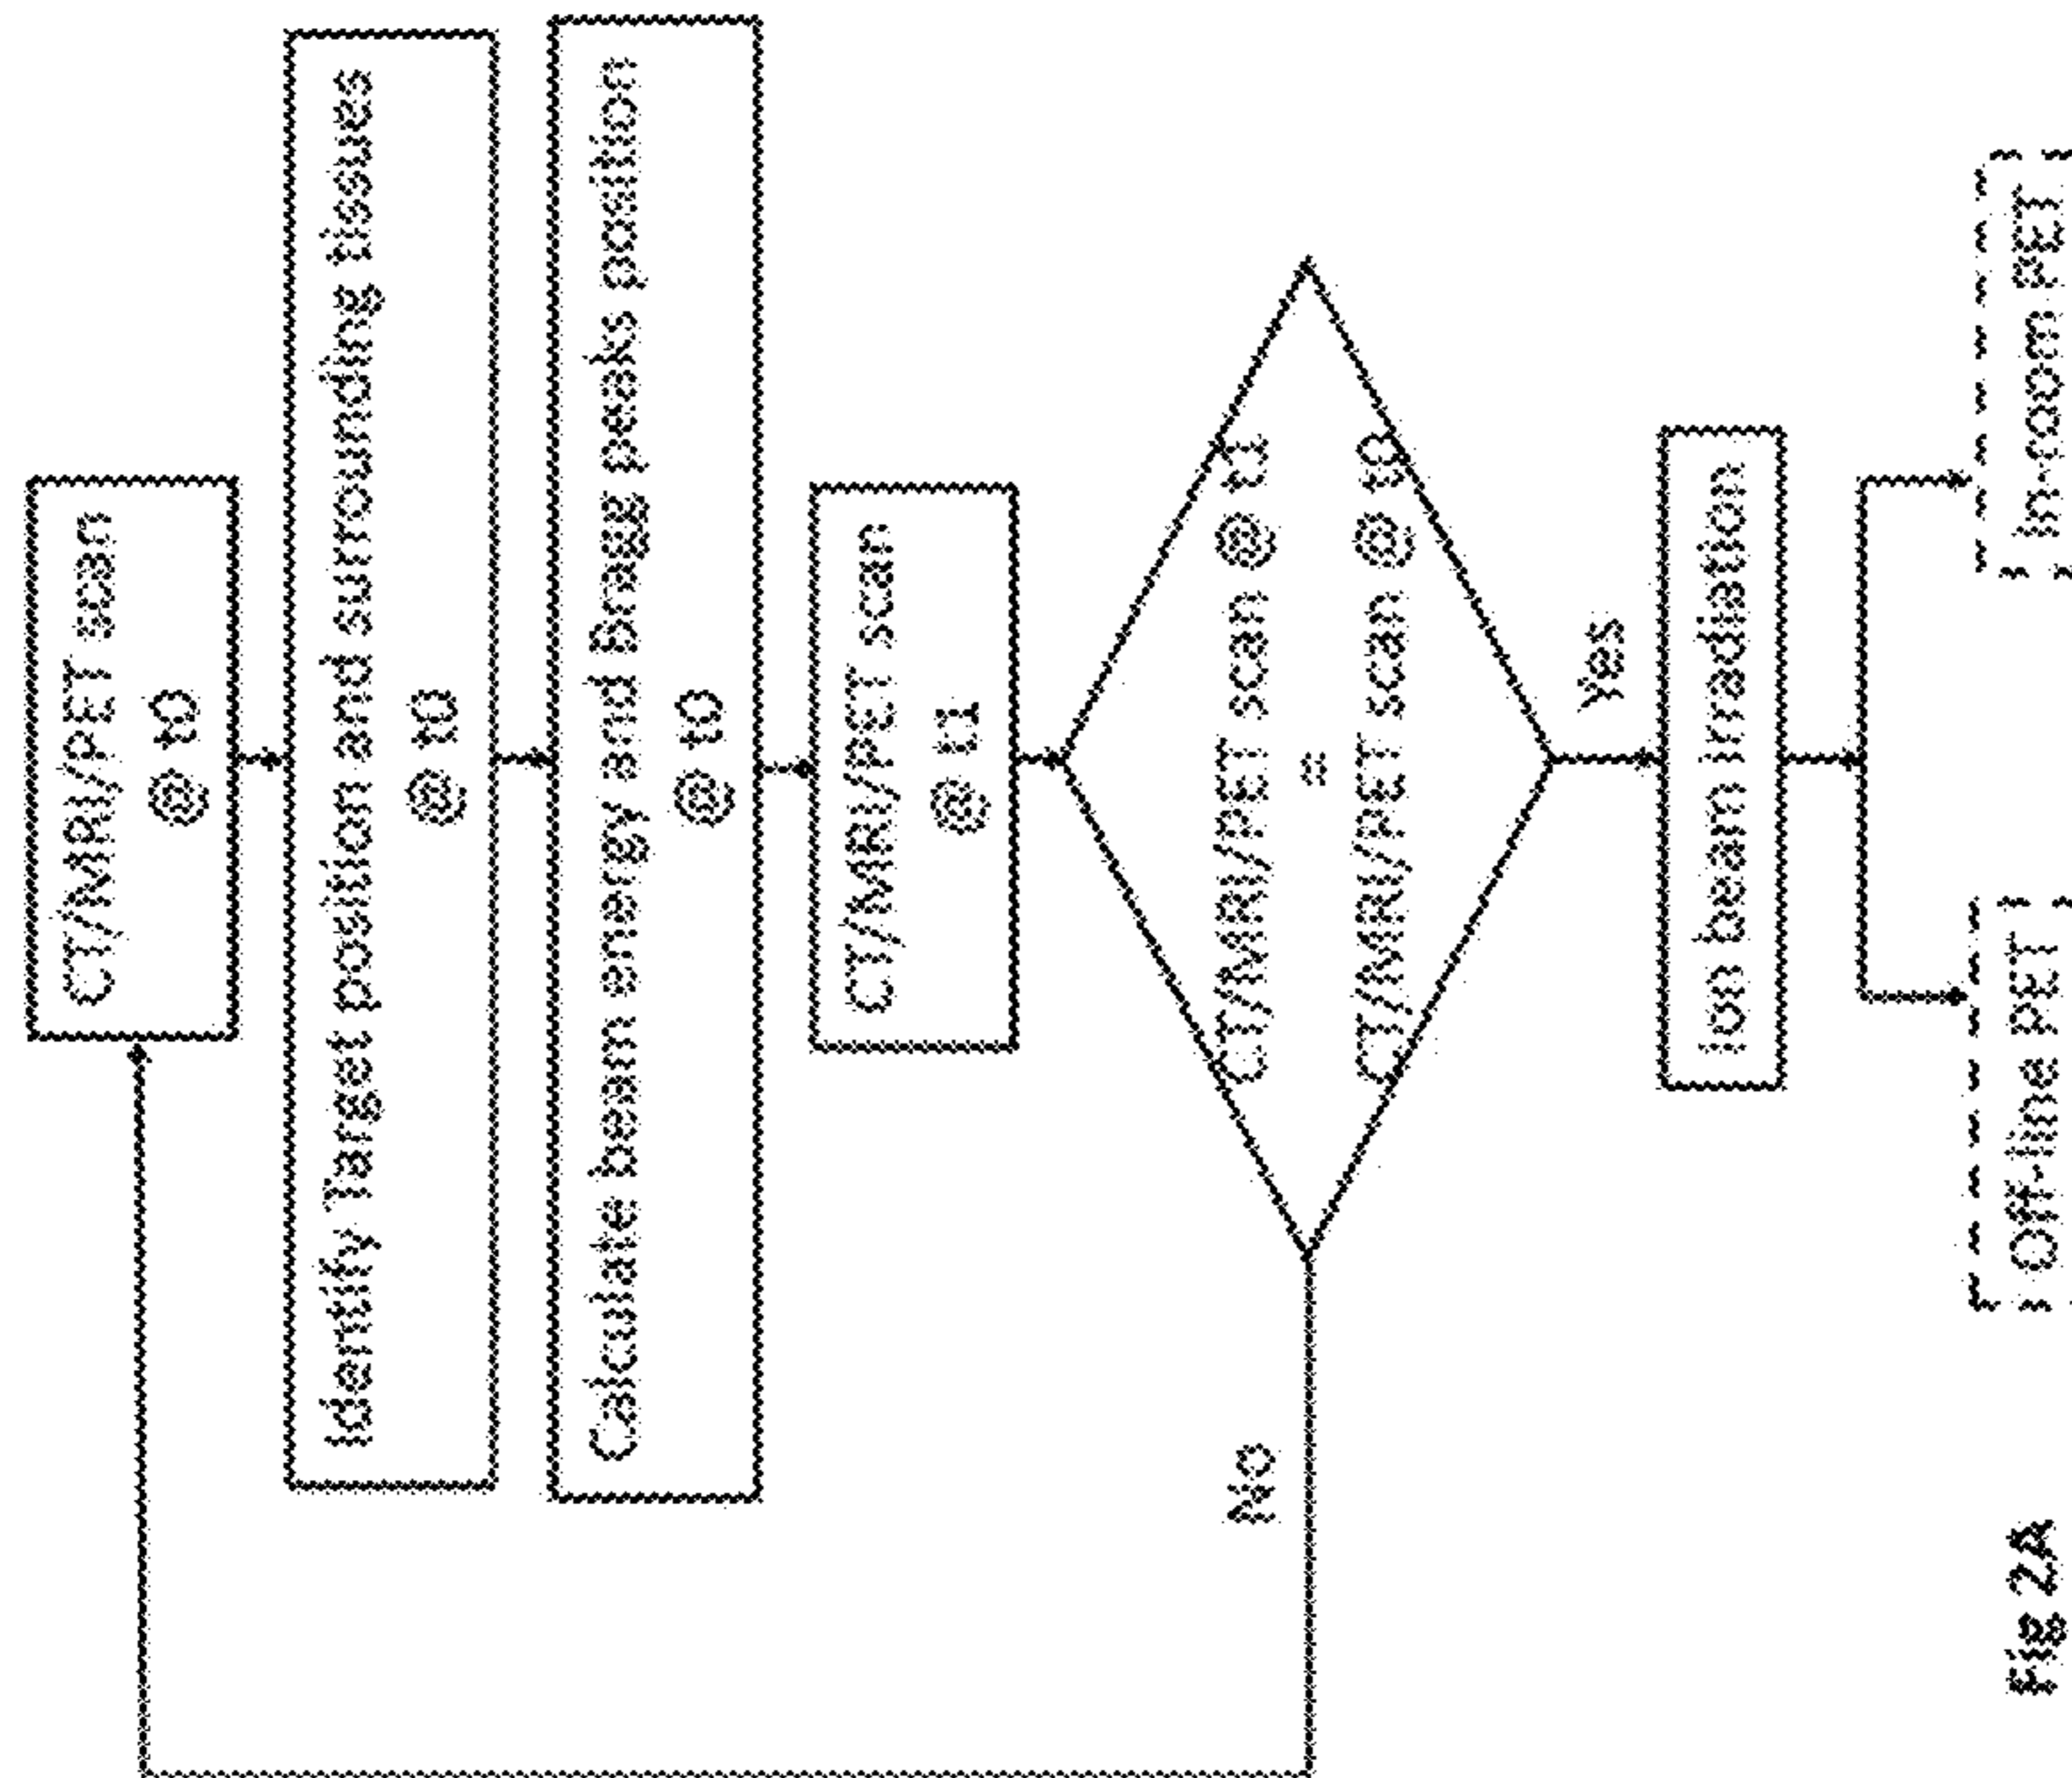 CT/MRI/PET scan
@ t0
Identify Target position and surrounding tissues
@ t0
Calculate beam energy and Bragg peaks position
@ t0
CT/MRI/PET scan
@ t1
CT/MRI/PET scan @ t1
=
CT/MRI/PET scan @ t0
No
Yes
Ion beam irradiation
Off-line PET
In-room PET
Fig 2A